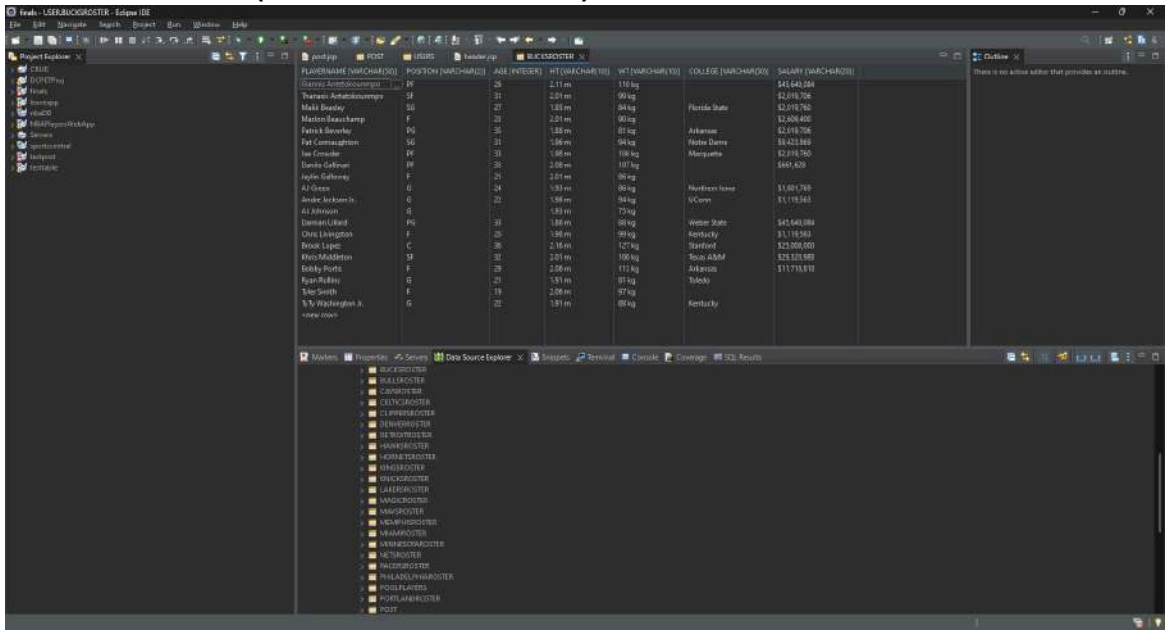 finals - USER.BUCKSROSTER - Eclipse IDE
File Edit Navigate Search Project Run Window Help
Project Explorer
CRUE
finals
teamapp
nbaDB
NBAPlayersWebApp
Servers
sportscentral
testpost
testtable
post.jsp POST USERS header.jsp BUCKSROSTER
PLAYERNAME [VARCHAR(50)] POSITION [VARCHAR(2)] AGE [INTEGER] HT [VARCHAR(10)] WT [VARCHAR(10)] COLLEGE [VARCHAR(50)] SALARY [VARCHAR(20)]
Giannis Antetokounmpo PF 29 2.11 m 110 kg $45,640,084
Thanasis Antetokounmpo SF 31 2.01 m 99 kg $2,019,706
Malik Beasley SG 27 1.93 m 84 kg Florida State $2,019,760
Marjon Beauchamp F 23 2.01 m 90 kg $2,609,400
Patrick Beverley PG 35 1.88 m 81 kg Arkansas $2,019,706
Pat Connaughton SG 31 1.96 m 94 kg Notre Dame $9,423,869
Jae Crowder PF 33 1.98 m 106 kg Marquette $2,019,760
Danilo Gallinari PF 35 2.08 m 107 kg $661,629
Jaylin Galloway F 21 2.01 m 86 kg
AJ Green G 24 1.93 m 86 kg Northern Iowa $1,901,769
Andre Jackson Jr. G 22 1.98 m 94 kg UConn $1,119,563
AJ Johnson G 1.93 m 73 kg
Damian Lillard PG 33 1.88 m 88 kg Weber State $45,640,084
Chris Livingston F 20 1.98 m 99 kg Kentucky $1,119,563
Brook Lopez C 36 2.16 m 127 kg Stanford $25,000,000
Khris Middleton SF 32 2.01 m 100 kg Texas A&M $29,320,988
Bobby Portis F 29 2.08 m 113 kg Arkansas $11,710,818
Ryan Rollins G 21 1.91 m 81 kg Toledo
Tyler Smith F 19 2.06 m 97 kg
TyTy Washington Jr. G 22 1.91 m 88 kg Kentucky
<new row>
Outline
There is no active editor that provides an outline.
Markers Properties Servers Data Source Explorer Snippets Terminal Console Coverage SQL Results
BUCKSROSTER
BULLSROSTER
CAVSROSTER
CELTICSROSTER
CLIPPERSROSTER
DENVERROSTER
DETROITROSTER
HAWKSROSTER
HORNETSROSTER
KINGSROSTER
KNICKSROSTER
LAKERSROSTER
MAGICROSTER
MAVSROSTER
MEMPHISROSTER
MIAMIROSTER
MINNESOTAROSTER
NETSROSTER
PACERSROSTER
PHILADELPHIAROSTER
POOLPLAYERS
PORTLANDROSTER
POST